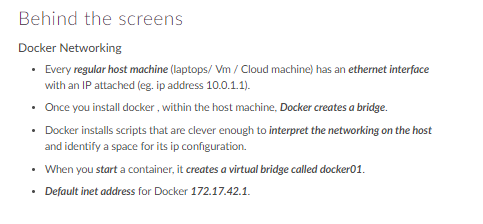 Behind the screens
Docker Networking
• Every regular host machine (laptops/ Vm / Cloud machine) has an ethernet interface
with an IP attached (eg. ip address 10.0.1.1).
• Once you install docker , within the host machine, Docker creates a bridge.
• Docker installs scripts that are clever enough to interpret the networking on the host
and identify a space for its ip configuration.
• When you start a container, it creates a virtual bridge called docker01.
• Default inet address for Docker 172.17.42.1.